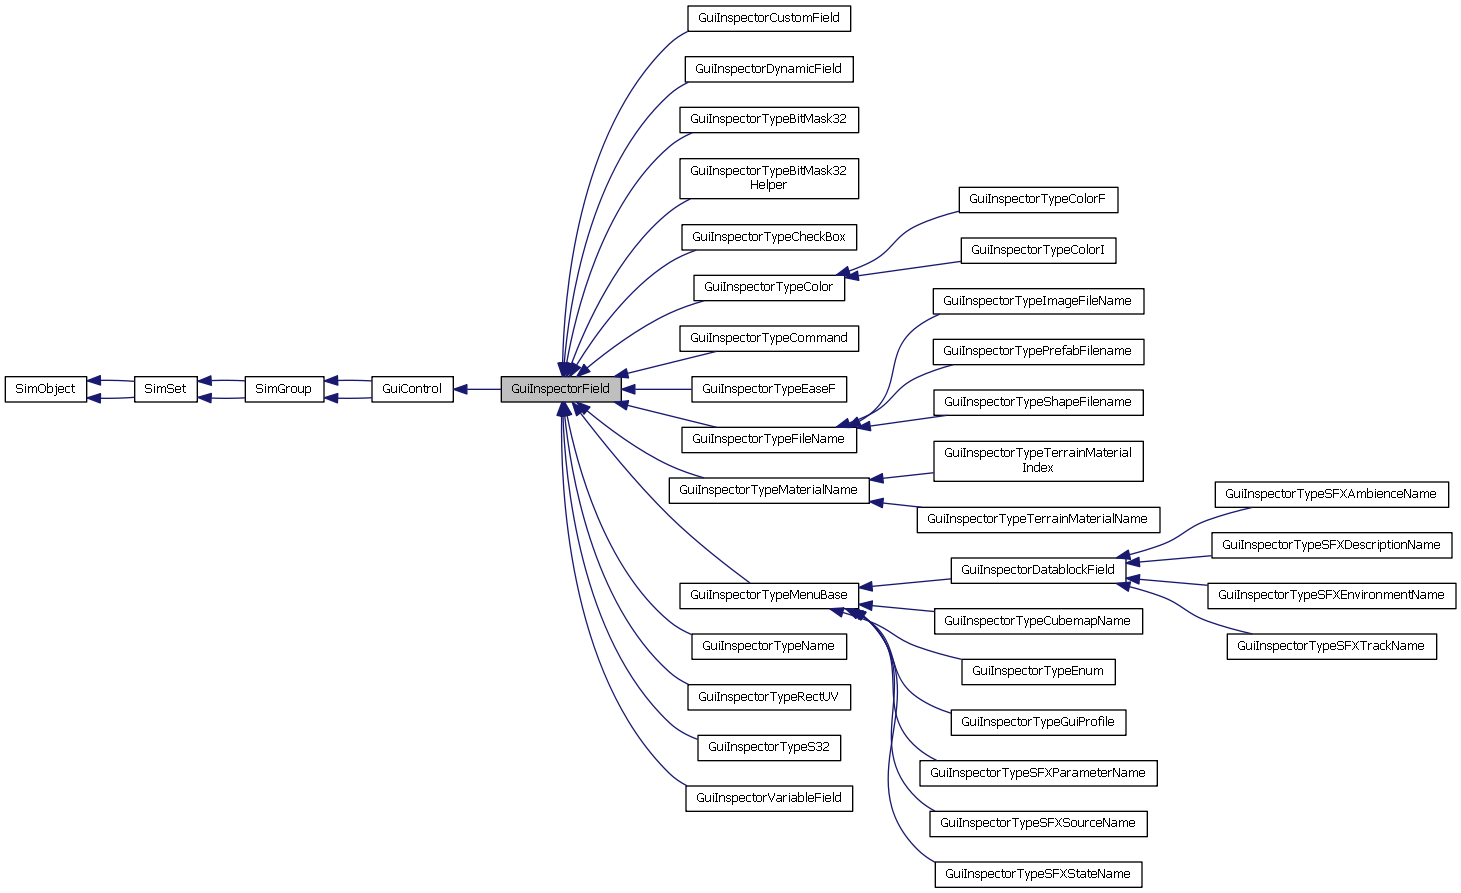 SimObject
SimSet
SimGroup
GuiControl
GuiInspectorField
GuiInspectorCustomField
GuiInspectorDynamicField
GuiInspectorTypeBitMask32
GuiInspectorTypeBitMask32
Helper
GuiInspectorTypeCheckBox
GuiInspectorTypeColor
GuiInspectorTypeCommand
GuiInspectorTypeEaseF
GuiInspectorTypeFileName
GuiInspectorTypeMaterialName
GuiInspectorTypeMenuBase
GuiInspectorTypeName
GuiInspectorTypeRectUV
GuiInspectorTypeS32
GuiInspectorVariableField
GuiInspectorTypeColorF
GuiInspectorTypeColorI
GuiInspectorTypeImageFileName
GuiInspectorTypePrefabFilename
GuiInspectorTypeShapeFilename
GuiInspectorTypeTerrainMaterial
Index
GuiInspectorTypeTerrainMaterialName
GuiInspectorDatablockField
GuiInspectorTypeCubemapName
GuiInspectorTypeEnum
GuiInspectorTypeGuiProfile
GuiInspectorTypeSFXParameterName
GuiInspectorTypeSFXSourceName
GuiInspectorTypeSFXStateName
GuiInspectorTypeSFXAmbienceName
GuiInspectorTypeSFXDescriptionName
GuiInspectorTypeSFXEnvironmentName
GuiInspectorTypeSFXTrackName